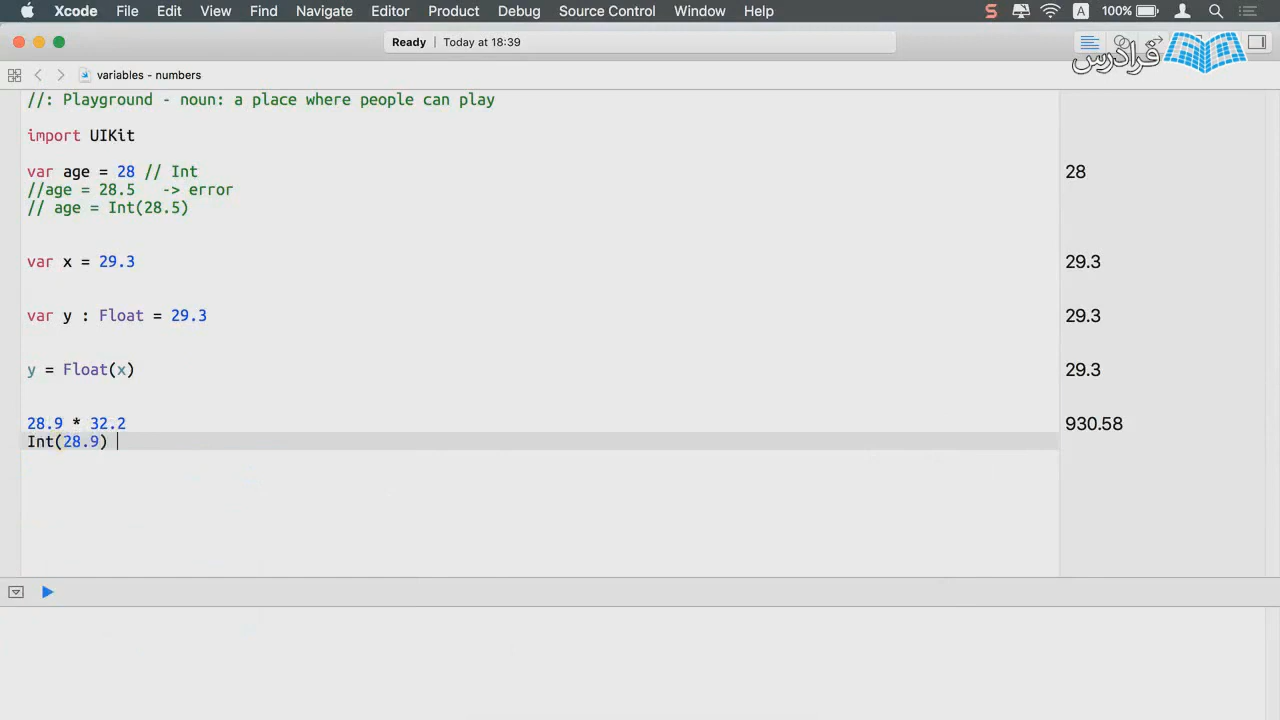 Xcode File Edit View Find Navigate Editor Product Debug Source Control Window Help S A 100%
Ready Today at 18:39
فرادرس
variables - numbers
//: Playground - noun: a place where people can play
import UIKit
var age = 28 // Int 28
//age = 28.5 -> error
// age = Int(28.5)
var x = 29.3 29.3
var y : Float = 29.3 29.3
y = Float(x) 29.3
28.9 * 32.2 930.58
Int(28.9)